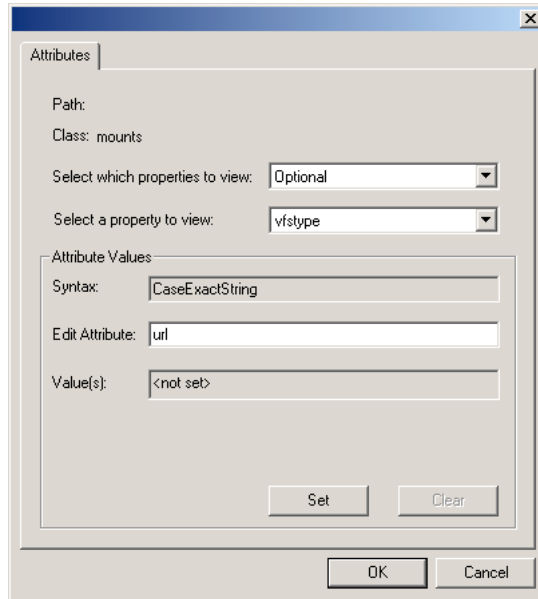 Attributes
Path:
Class: mounts
Select which properties to view: Optional
Select a property to view: vfstype
Attribute Values
Syntax: CaseExactString
Edit Attribute: url
Value(s): <not set>
Set Clear
OK Cancel